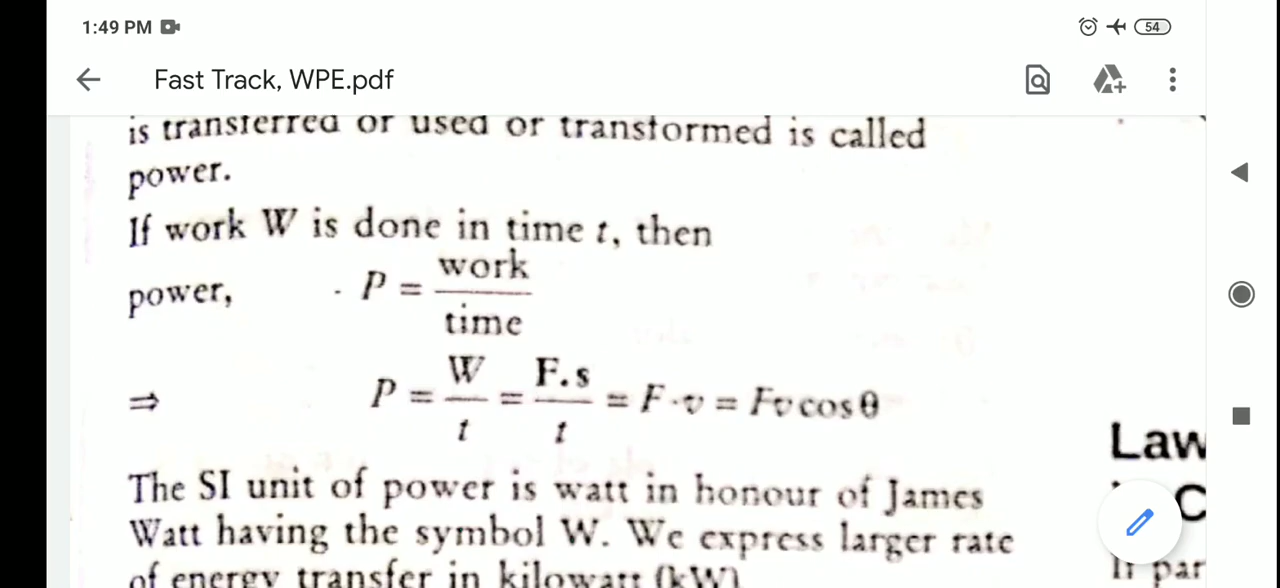 1:49 PM 54
Fast Track, WPE.pdf
is transferred or used or transformed is called
power.
If work W is done in time t, then
power, P = work/time
⇒ P = W/t = F.s/t = F·v = Fv cos θ
The SI unit of power is watt in honour of James
Watt having the symbol W. We express larger rate
of energy transfer in kilowatt (kW)
Law
C
If par